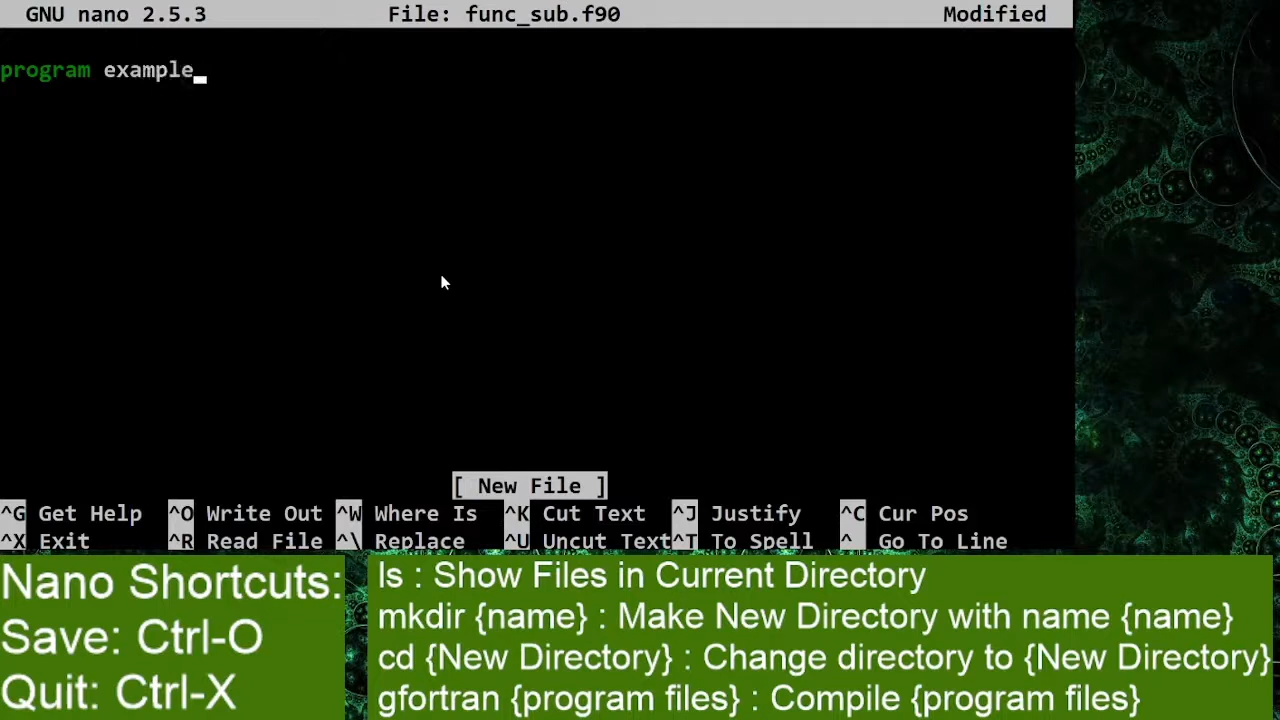 GNU nano 2.5.3 File: func_sub.f90 Modified
program example
[ New File ]
^G Get Help ^O Write Out ^W Where Is ^K Cut Text ^J Justify ^C Cur Pos
^X Exit ^R Read File ^\ Replace ^U Uncut Text^T To Spell ^_ Go To Line
Nano Shortcuts:
Save: Ctrl-O
Quit: Ctrl-X
ls : Show Files in Current Directory
mkdir {name} : Make New Directory with name {name}
cd {New Directory} : Change directory to {New Directory}
gfortran {program files} : Compile {program files}